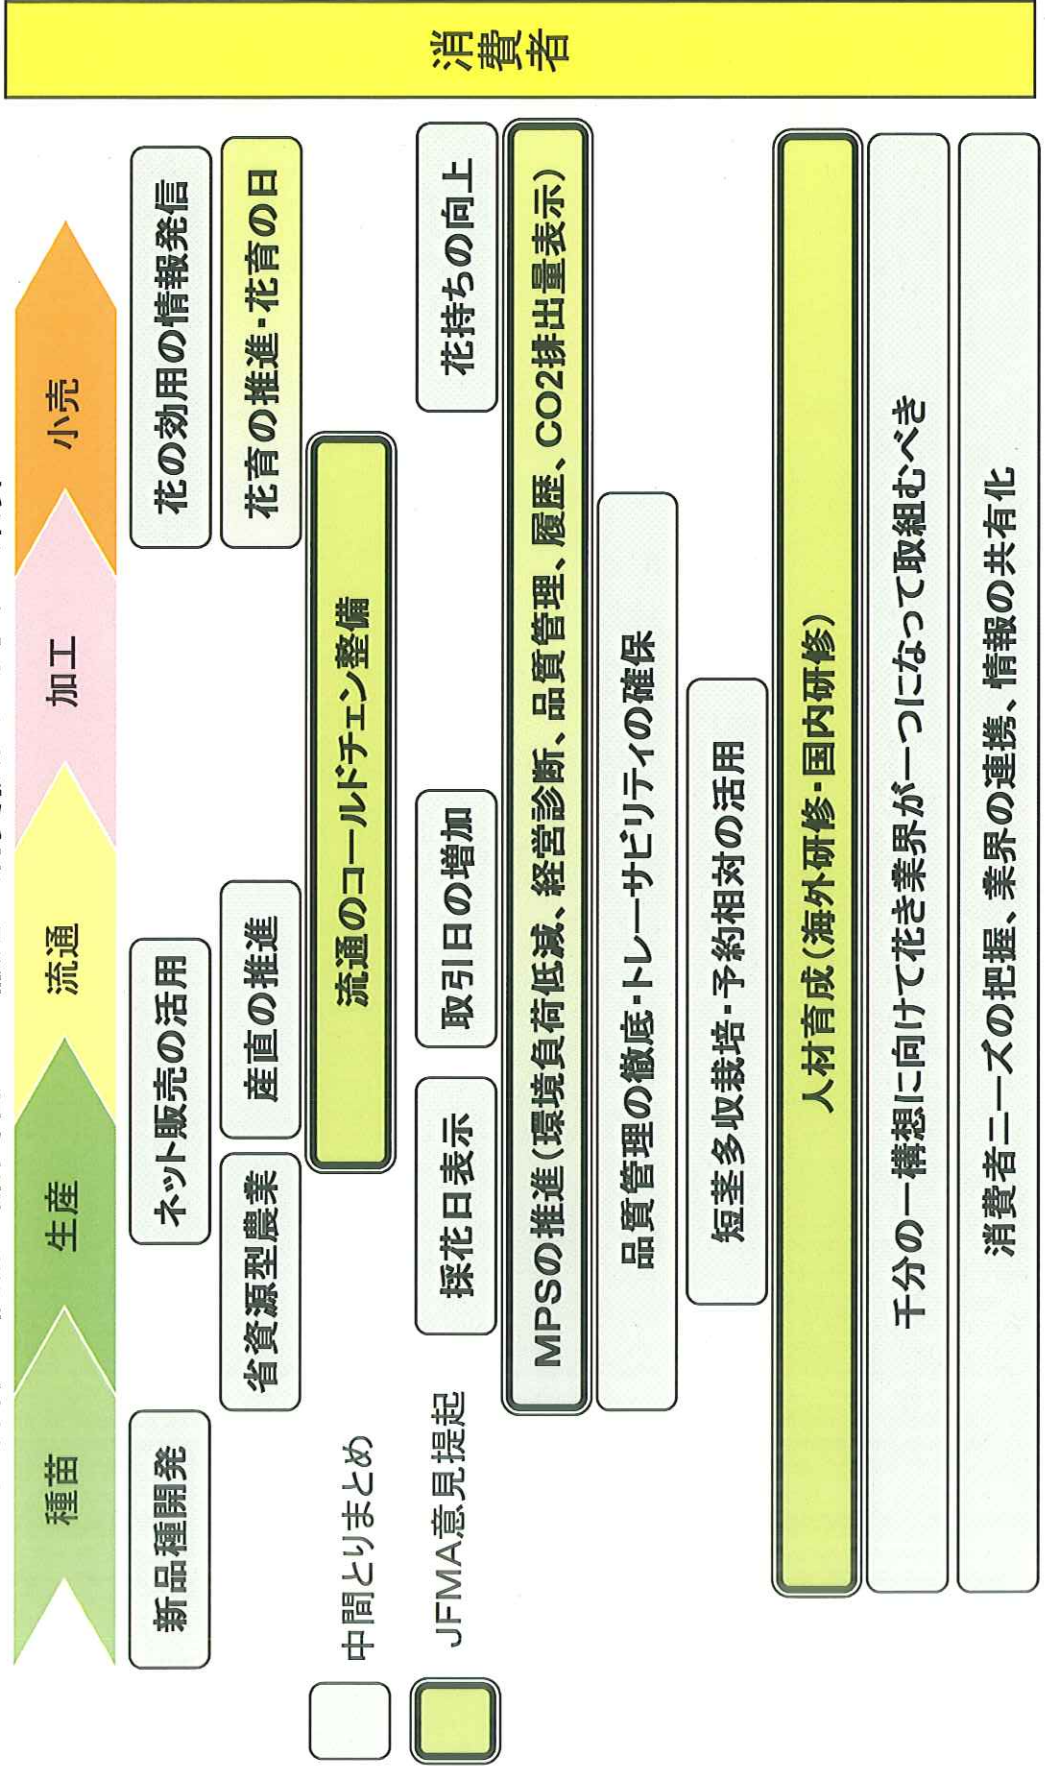 種苗
生産
流通
加工
小売
消費者
新品種開発
ネット販売の活用
花の効用の情報発信
省資源型農業
産直の推進
花育の推進・花育の日
中間とりまとめ
流通のコールドチェン整備
JFMA意見提起
採花日表示
取引日の増加
花持ちの向上
MPSの推進(環境負荷低減、経営診断、品質管理、履歴、CO2排出量表示)
品質管理の徹底・トレーサビリティの確保
短茎多収栽培・予約相対の活用
人材育成(海外研修・国内研修)
千分の一構想に向けて花き業界が一つになって取組むべき
消費者ニーズの把握、業界の連携、情報の共有化